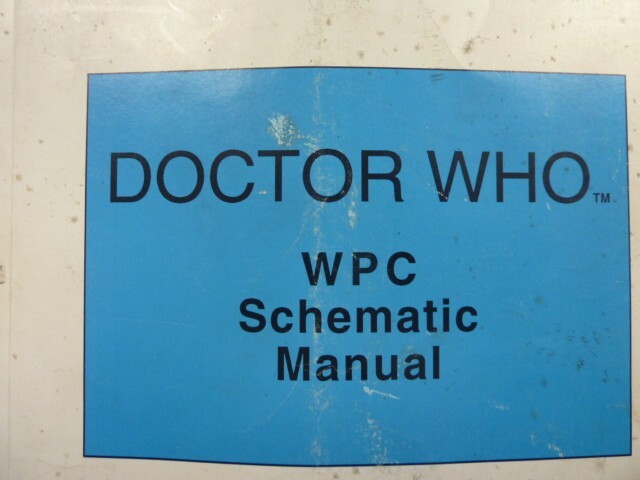 DOCTOR WHO™
WPC
Schematic
Manual